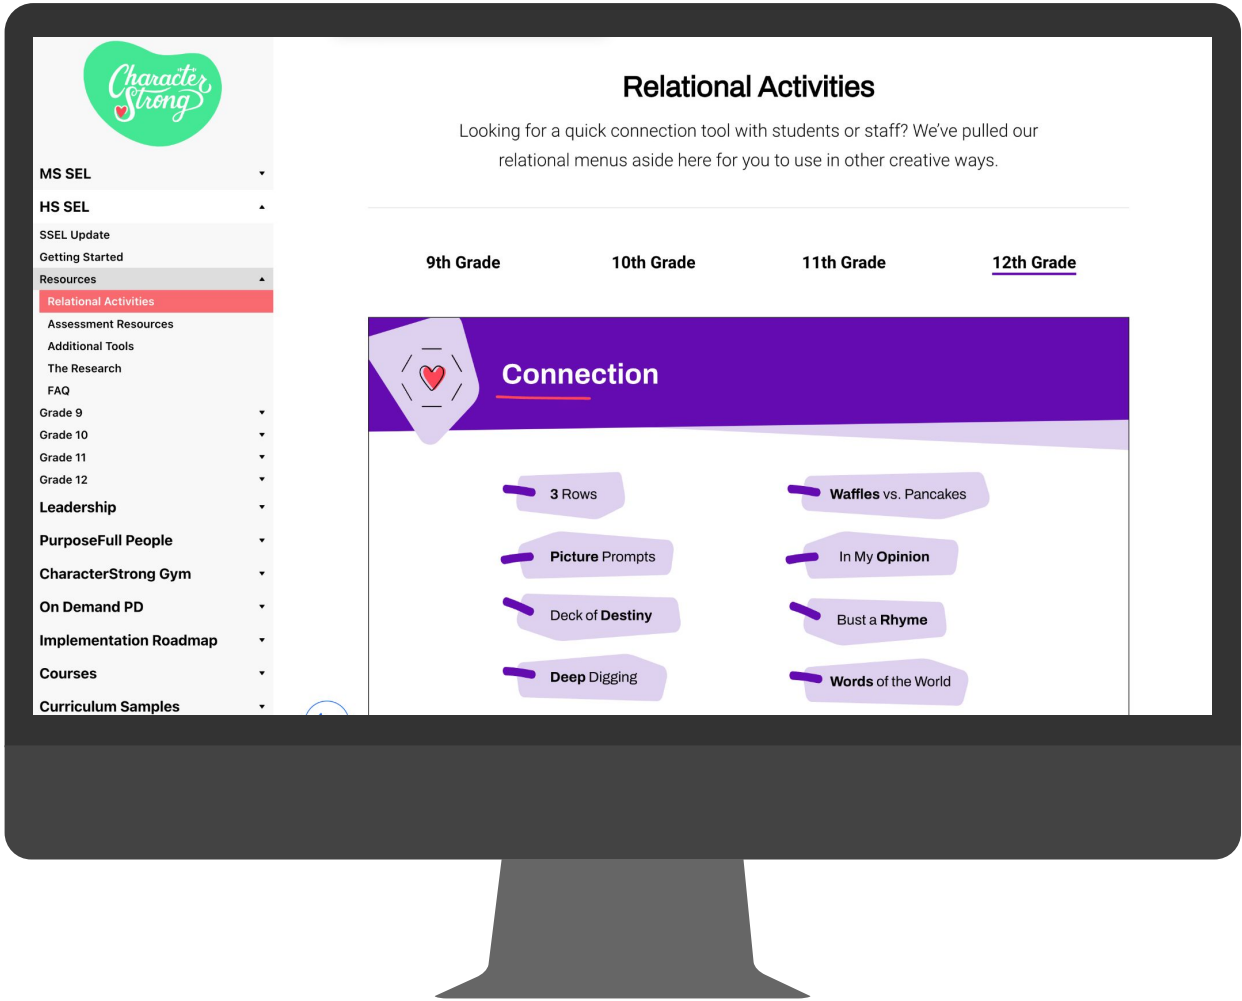 Character
Strong
MS SEL
HS SEL
SSEL Update
Getting Started
Resources
Relational Activities
Assessment Resources
Additional Tools
The Research
FAQ
Grade 9
Grade 10
Grade 11
Grade 12
Leadership
PurposeFull People
CharacterStrong Gym
On Demand PD
Implementation Roadmap
Courses
Curriculum Samples
Relational Activities
Looking for a quick connection tool with students or staff? We’ve pulled our
relational menus aside here for you to use in other creative ways.
9th Grade
10th Grade
11th Grade
12th Grade
Connection
3 Rows
Waffles vs. Pancakes
Picture Prompts
In My Opinion
Deck of Destiny
Bust a Rhyme
Deep Digging
Words of the World